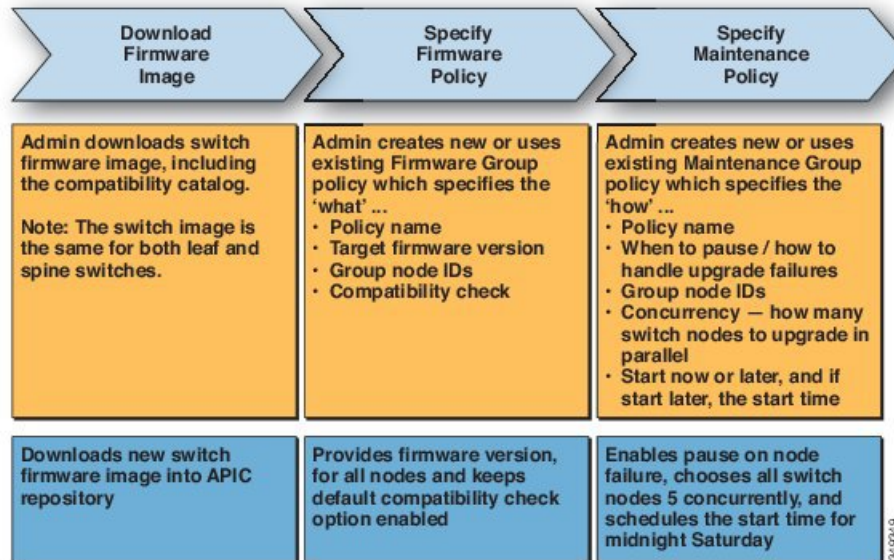 Download
Firmware
Image
Specify
Firmware
Policy
Specify
Maintenance
Policy
Admin downloads switch
firmware image, including
the compatibility catalog.
Note: The switch image is
the same for both leaf and
spine switches.
Admin creates new or uses
existing Firmware Group
policy which specifies the
‘what’ ...
· Policy name
· Target firmware version
· Group node IDs
· Compatibility check
Admin creates new or uses
existing Maintenance Group
policy which specifies the
‘how’ ...
· Policy name
· When to pause / how to
handle upgrade failures
· Group node IDs
· Concurrency — how many
switch nodes to upgrade in
parallel
· Start now or later, and if
start later, the start time
Downloads new switch
firmware image into APIC
repository
Provides firmware version,
for all nodes and keeps
default compatibility check
option enabled
Enables pause on node
failure, chooses all switch
nodes 5 concurrently, and
schedules the start time for
midnight Saturday